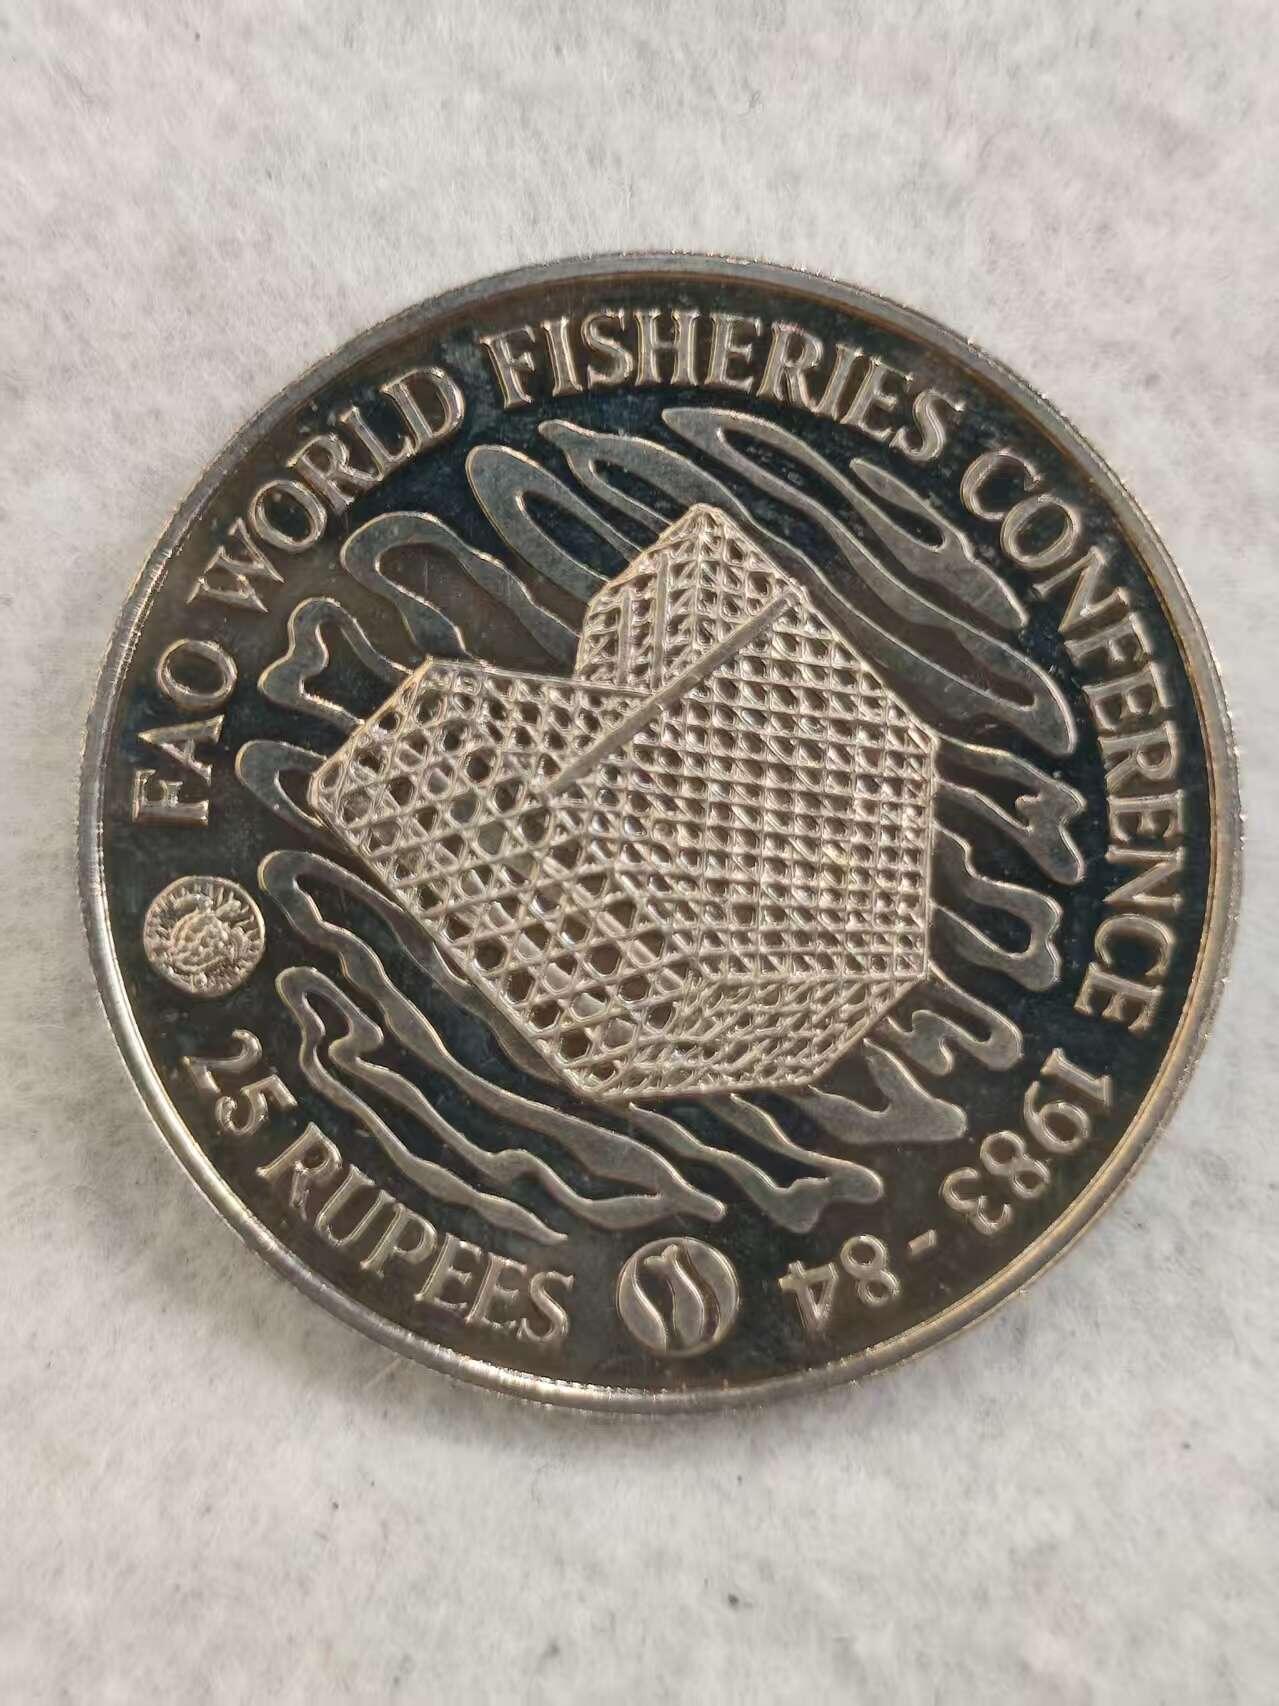 FAO WORLD FISHERIES CONFERENCE 1983-84
25 RUPEES